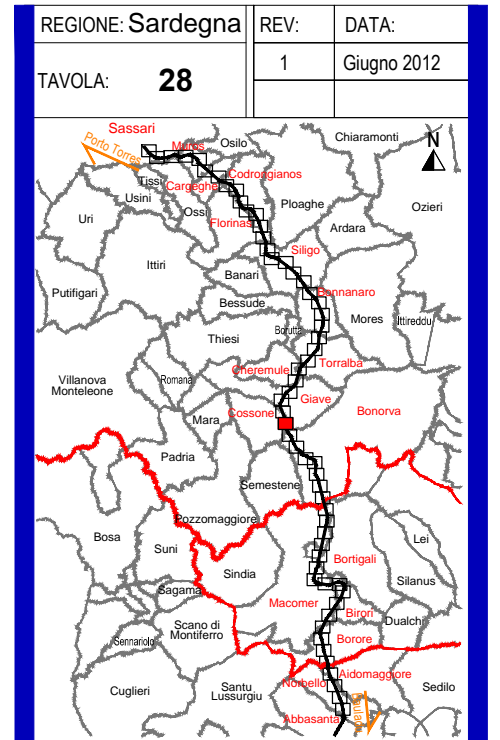 REGIONE: Sardegna
REV:
DATA:
TAVOLA: 28
1
Giugno 2012
Sassari
Porto Torres
Muros
Osilo
Chiaramonti
N
Tissi
Cargeghe
Codrongianos
Usini
Ossi
Ploaghe
Ozieri
Uri
Florinas
Ardara
Siligo
Ittiri
Banari
Bonnanaro
Putifigari
Bessude
Mores
Ittireddu
Thiesi
Borutta
Cheremule
Torralba
Villanova
Monteleone
Romana
Giave
Cossone
Bonorva
Mara
Padria
Semestene
Pozzomaggiore
Bosa
Suni
Lei
Bortigali
Sindia
Silanus
Sagama
Macomer
Birori
Dualchi
Scano di
Montiferro
Sennariolo
Borore
Aidomaggiore
Norbello
Sedilo
Cuglieri
Santu
Lussurgiu
Abbasanta